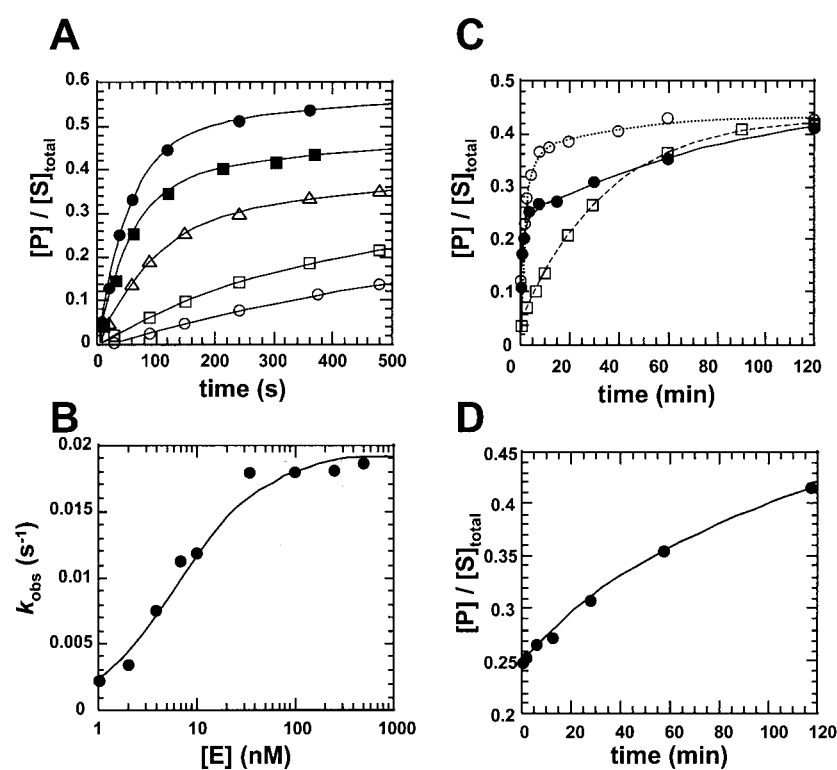 A
[P] / [S]total
0.6
0.5
0.4
0.3
0.2
0.1
0
0 100 200 300 400 500
time (s)
C
[P] / [S]total
0.5
0.4
0.3
0.2
0.1
0
0 20 40 60 80 100 120
time (min)
B
kobs (s-1)
0.02
0.015
0.01
0.005
0
1 10 100 1000
[E] (nM)
D
[P] / [S]total
0.45
0.4
0.35
0.3
0.25
0.2
0 20 40 60 80 100 120
time (min)